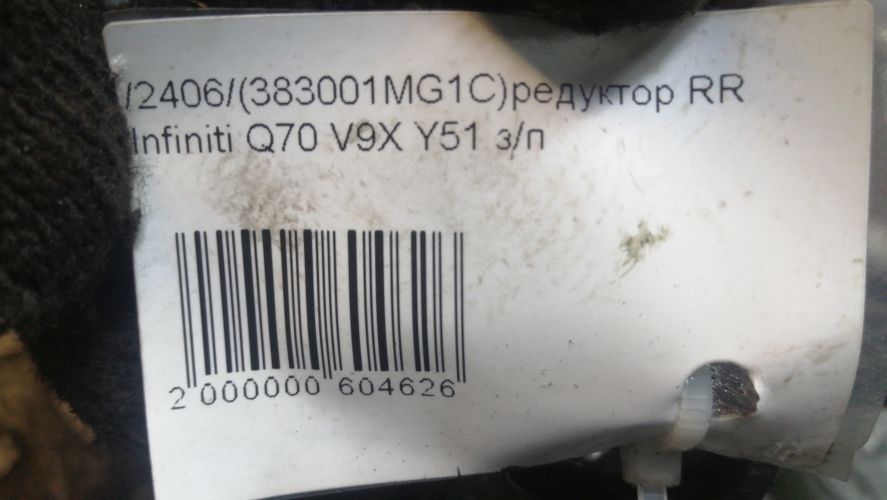 /2406/(383001MG1C)редуктор RR
Infiniti Q70 V9X Y51 з/п
2 000000 604626